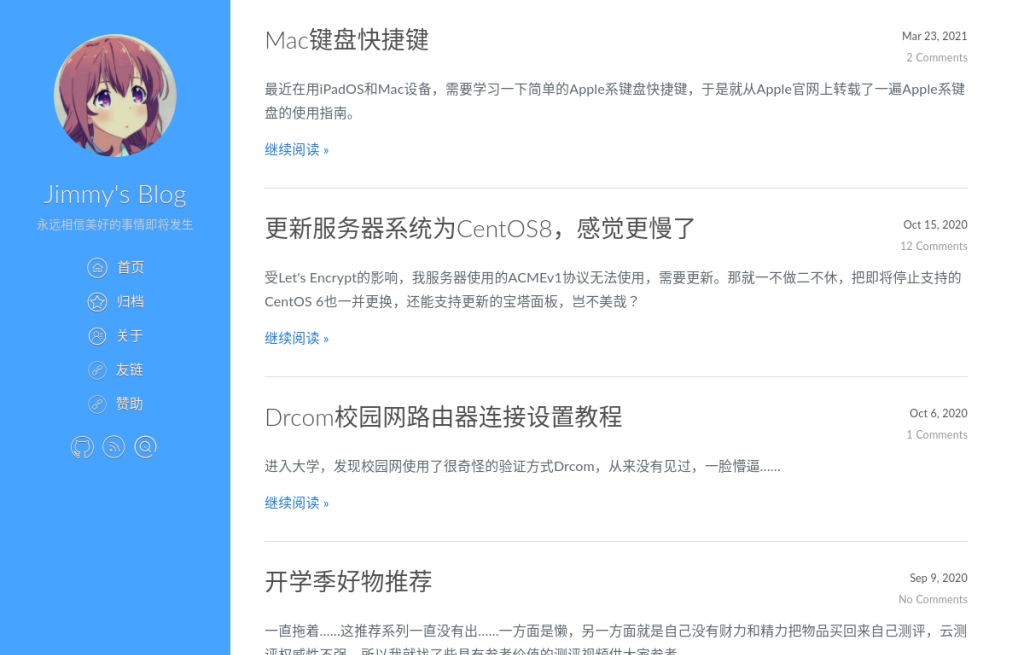 Jimmy's Blog
永远相信美好的事情即将发生
首页
归档
关于
友链
赞助
Mac键盘快捷键
Mar 23, 2021
2 Comments
最近在用iPadOS和Mac设备，需要学习一下简单的Apple系键盘快捷键，于是就从Apple官网上转载了一遍Apple系键
盘的使用指南。
继续阅读 »
更新服务器系统为CentOS8，感觉更慢了
Oct 15, 2020
12 Comments
受Let's Encrypt的影响，我服务器使用的ACMEv1协议无法使用，需要更新。那就一不做二不休，把即将停止支持的
CentOS 6也一并更换，还能支持更新的宝塔面板，岂不美哉？
继续阅读 »
Drcom校园网路由器连接设置教程
Oct 6, 2020
1 Comments
进入大学，发现校园网使用了很奇怪的验证方式Drcom，从来没有见过，一脸懵逼……
继续阅读 »
开学季好物推荐
Sep 9, 2020
No Comments
一直拖着……这推荐系列一直没有出……一方面是懒，另一方面就是自己没有财力和精力把物品买回来自己测评，云测
评权威性不强，所以我就找了些具有参考价值的测评视频供大家参考